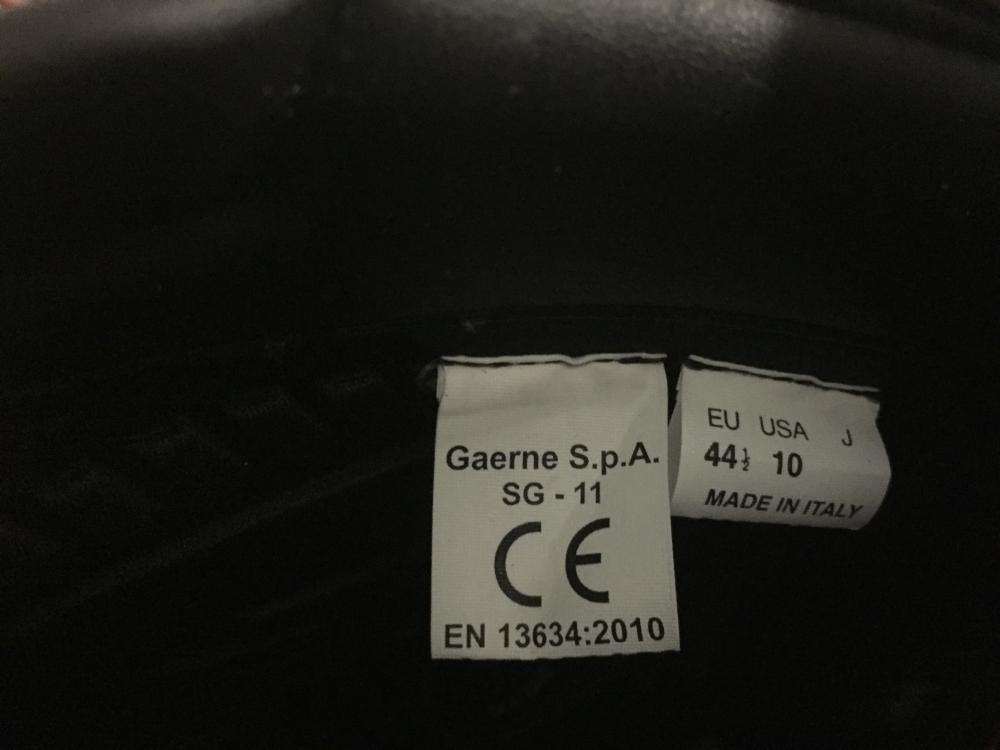 Gaerne S.p.A.
SG - 11
CE
EN 13634:2010
EU USA J
44½ 10
MADE IN ITALY